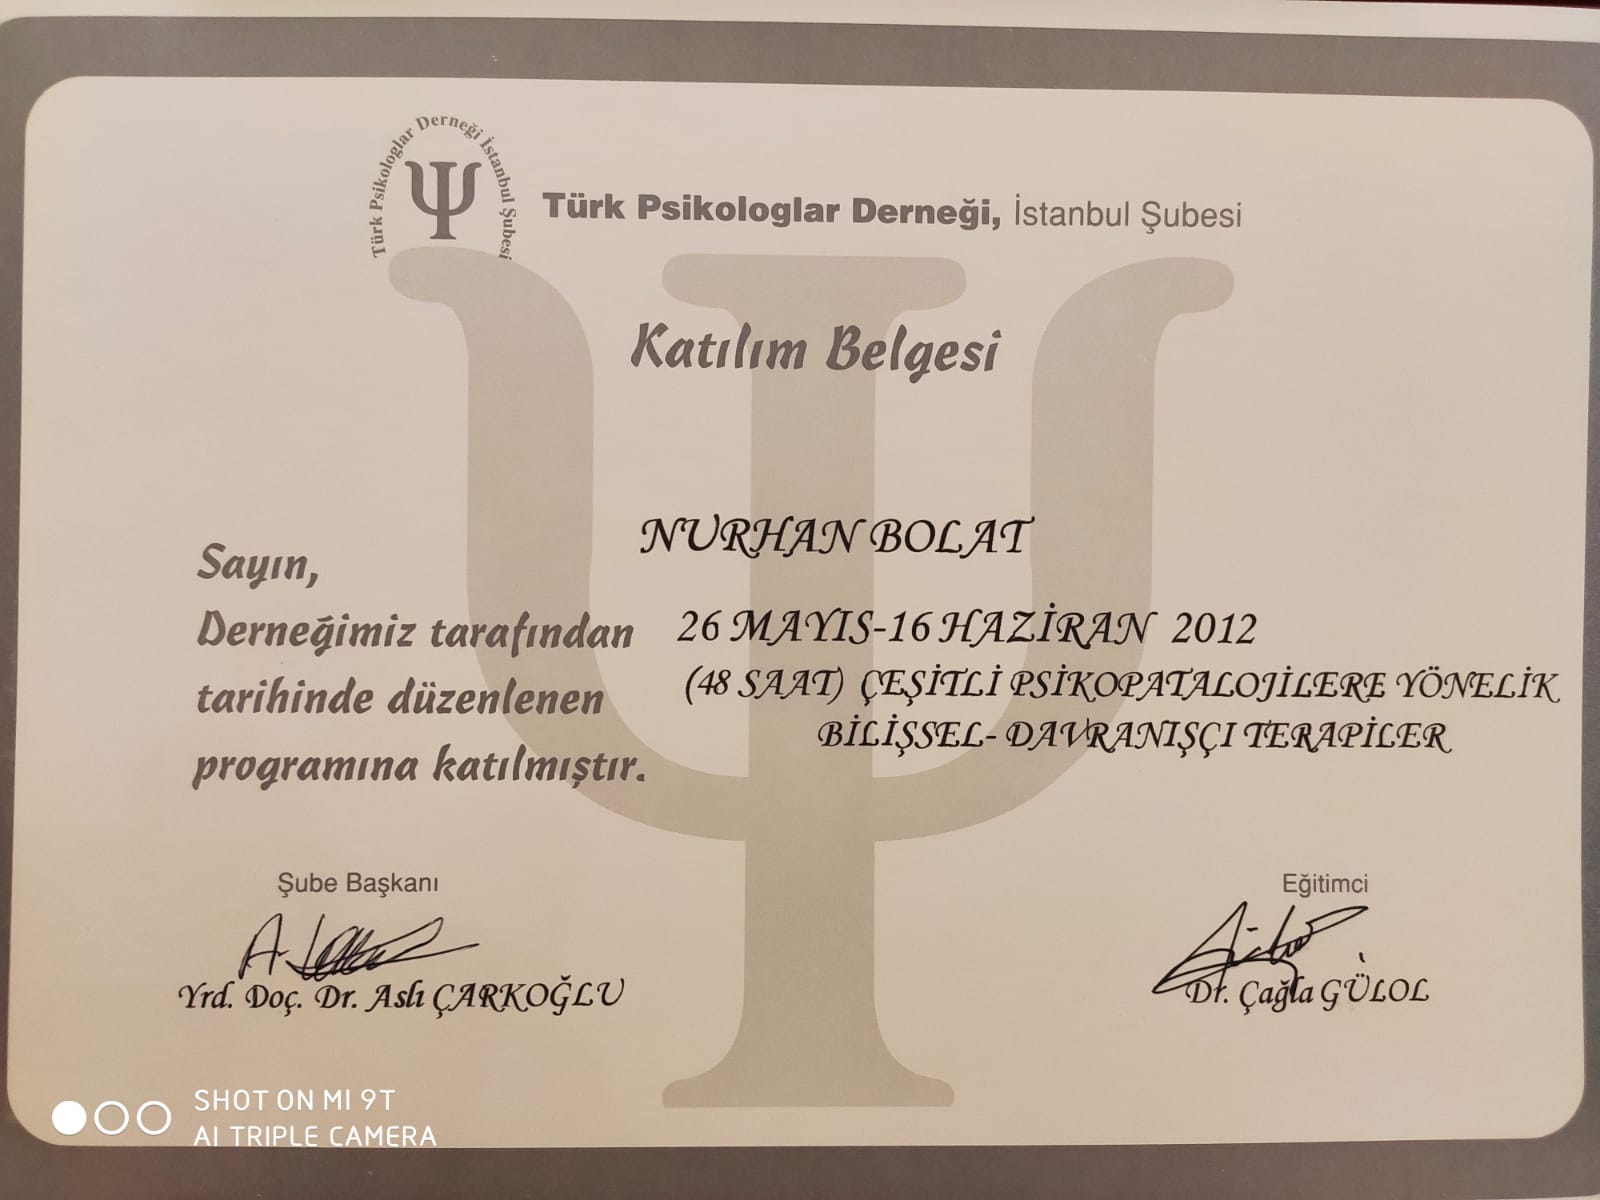 Türk Psikologlar Derneği İstanbul Şubesi
Türk Psikologlar Derneği, İstanbul Şubesi
Katılım Belgesi
NURHAN BOLAT
Sayın,
Derneğimiz tarafından 26 MAYIS-16 HAZİRAN 2012
tarihinde düzenlenen (48 SAAT) ÇEŞİTLİ PSİKOPATALOJİLERE YÖNELİK
BİLİŞSEL- DAVRANIŞÇI TERAPİLER
programına katılmıştır.
Şube Başkanı
Eğitimci
Yrd. Doç. Dr. Aslı ÇARKOĞLU
Dr. Çağla GÜLOL
SHOT ON MI 9T
AI TRIPLE CAMERA